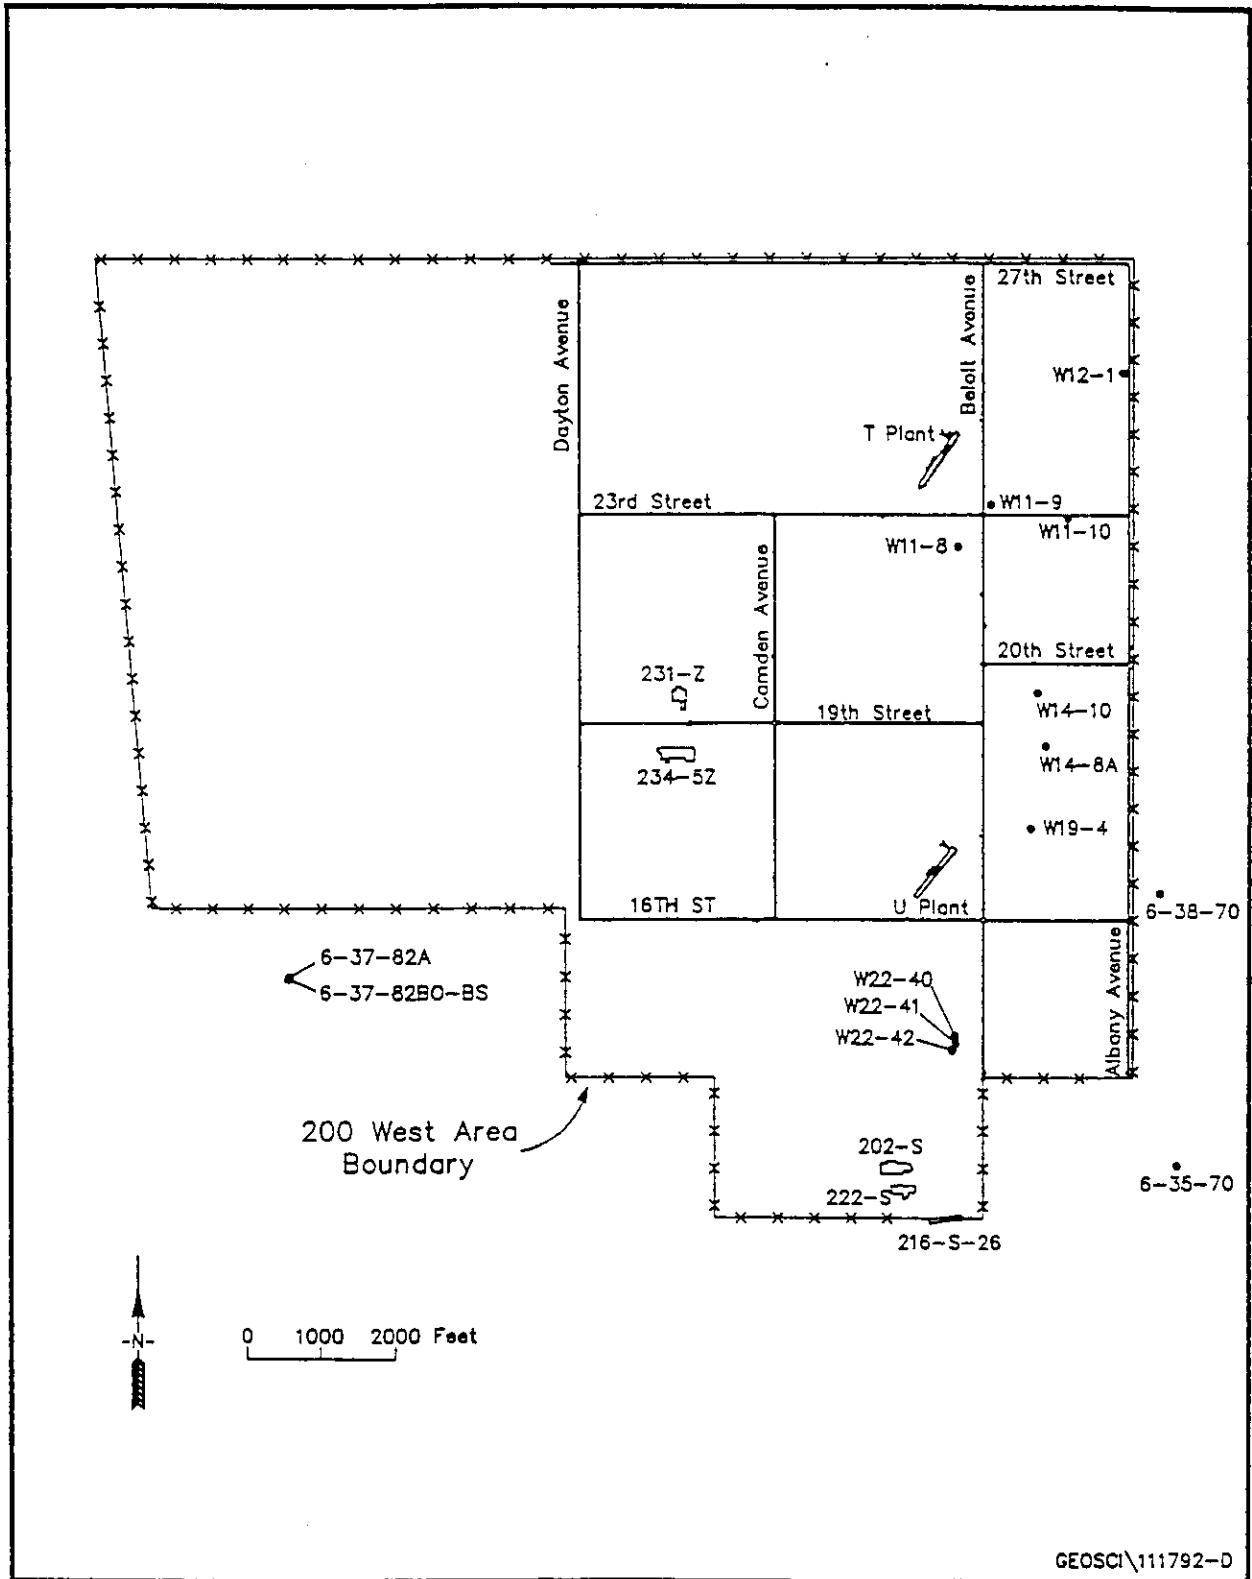 27th Street
Dayton Avenue
Beloit Avenue
W12-1
T Plant
23rd Street
W11-9
W11-10
W11-8
Camden Avenue
20th Street
231-Z
W14-10
19th Street
W14-8A
234-5Z
W19-4
16TH ST
U Plant
6-38-70
6-37-82A
6-37-82BO-BS
W22-40
W22-41
W22-42
Albany Avenue
200 West Area
Boundary
202-S
222-S
6-35-70
216-S-26
-N-
0 1000 2000 Feet
GEOSCI\111792-D